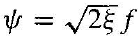 ψ = √2ξ f